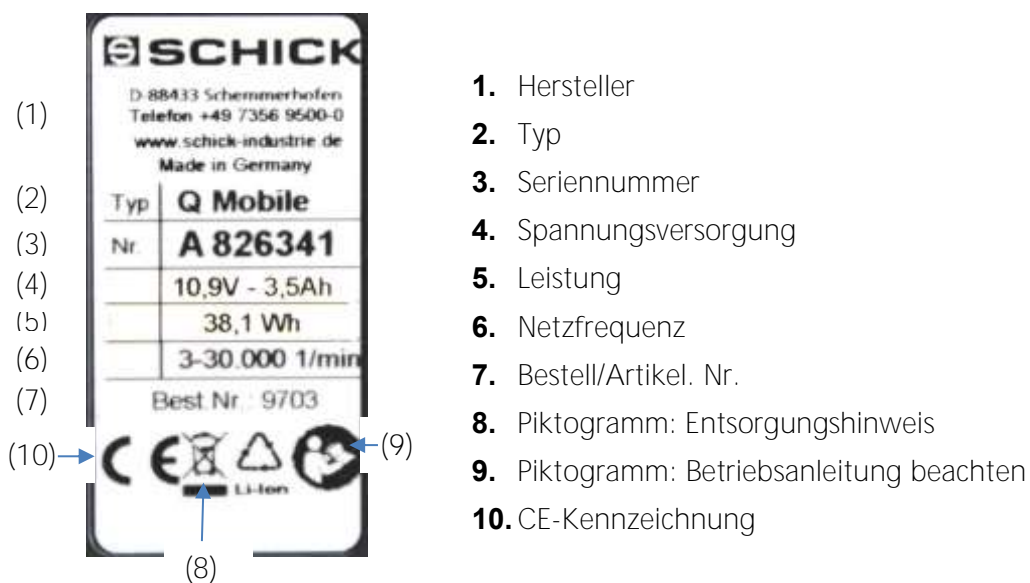 SCHICK
D-88433 Schemmerhofen
Telefon +49 7356 9500-0
www.schick-industrie.de
Made in Germany
Typ Q Mobile
Nr. A 826341
10,9V - 3,5Ah
38,1 Wh
3-30.000 1/min
Best.Nr.: 9703
CE
Li-Ion
(1)
(2)
(3)
(4)
(5)
(6)
(7)
(10)
(9)
(8)
1. Hersteller
2. Typ
3. Seriennummer
4. Spannungsversorgung
5. Leistung
6. Netzfrequenz
7. Bestell/Artikel. Nr.
8. Piktogramm: Entsorgungshinweis
9. Piktogramm: Betriebsanleitung beachten
10. CE-Kennzeichnung